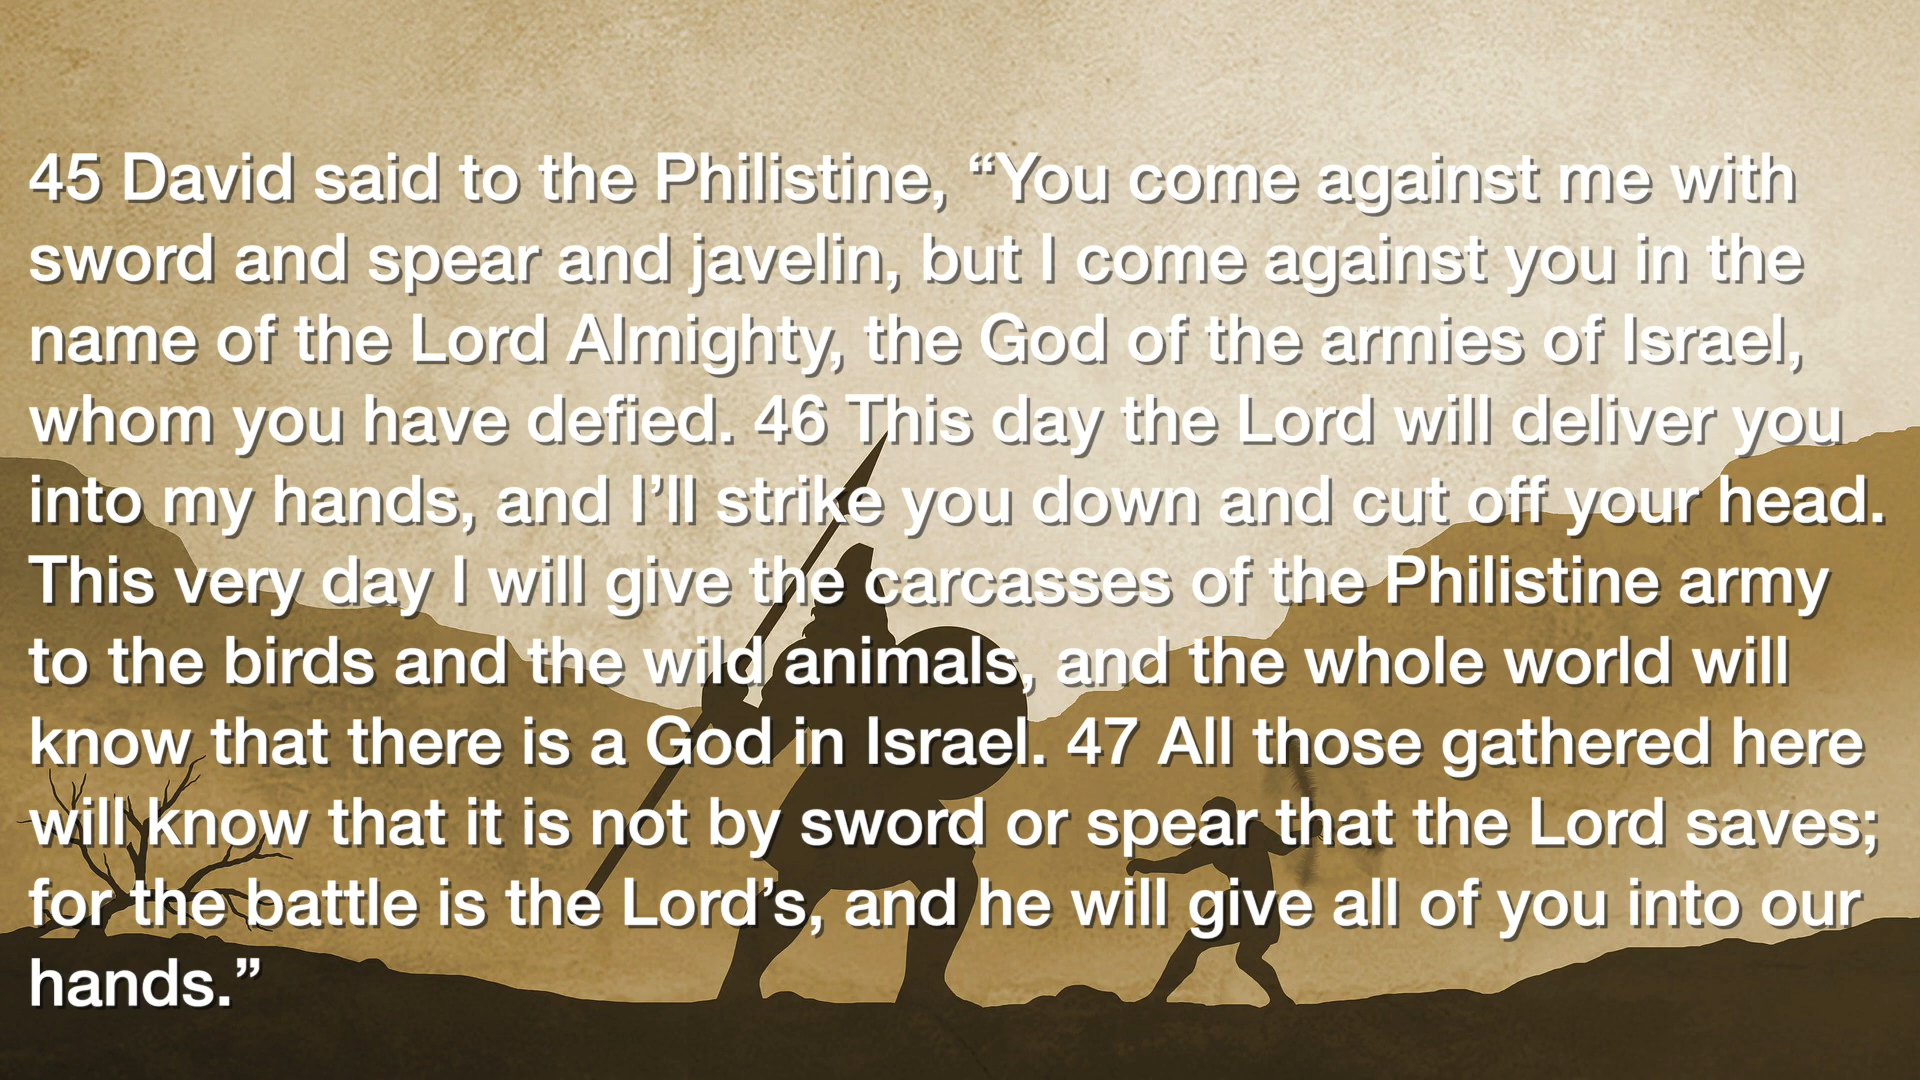 45 David said to the Philistine, “You come against me with
sword and spear and javelin, but I come against you in the
name of the Lord Almighty, the God of the armies of Israel,
whom you have defied. 46 This day the Lord will deliver you
into my hands, and I’ll strike you down and cut off your head.
This very day I will give the carcasses of the Philistine army
to the birds and the wild animals, and the whole world will
know that there is a God in Israel. 47 All those gathered here
will know that it is not by sword or spear that the Lord saves;
for the battle is the Lord’s, and he will give all of you into our
hands.”